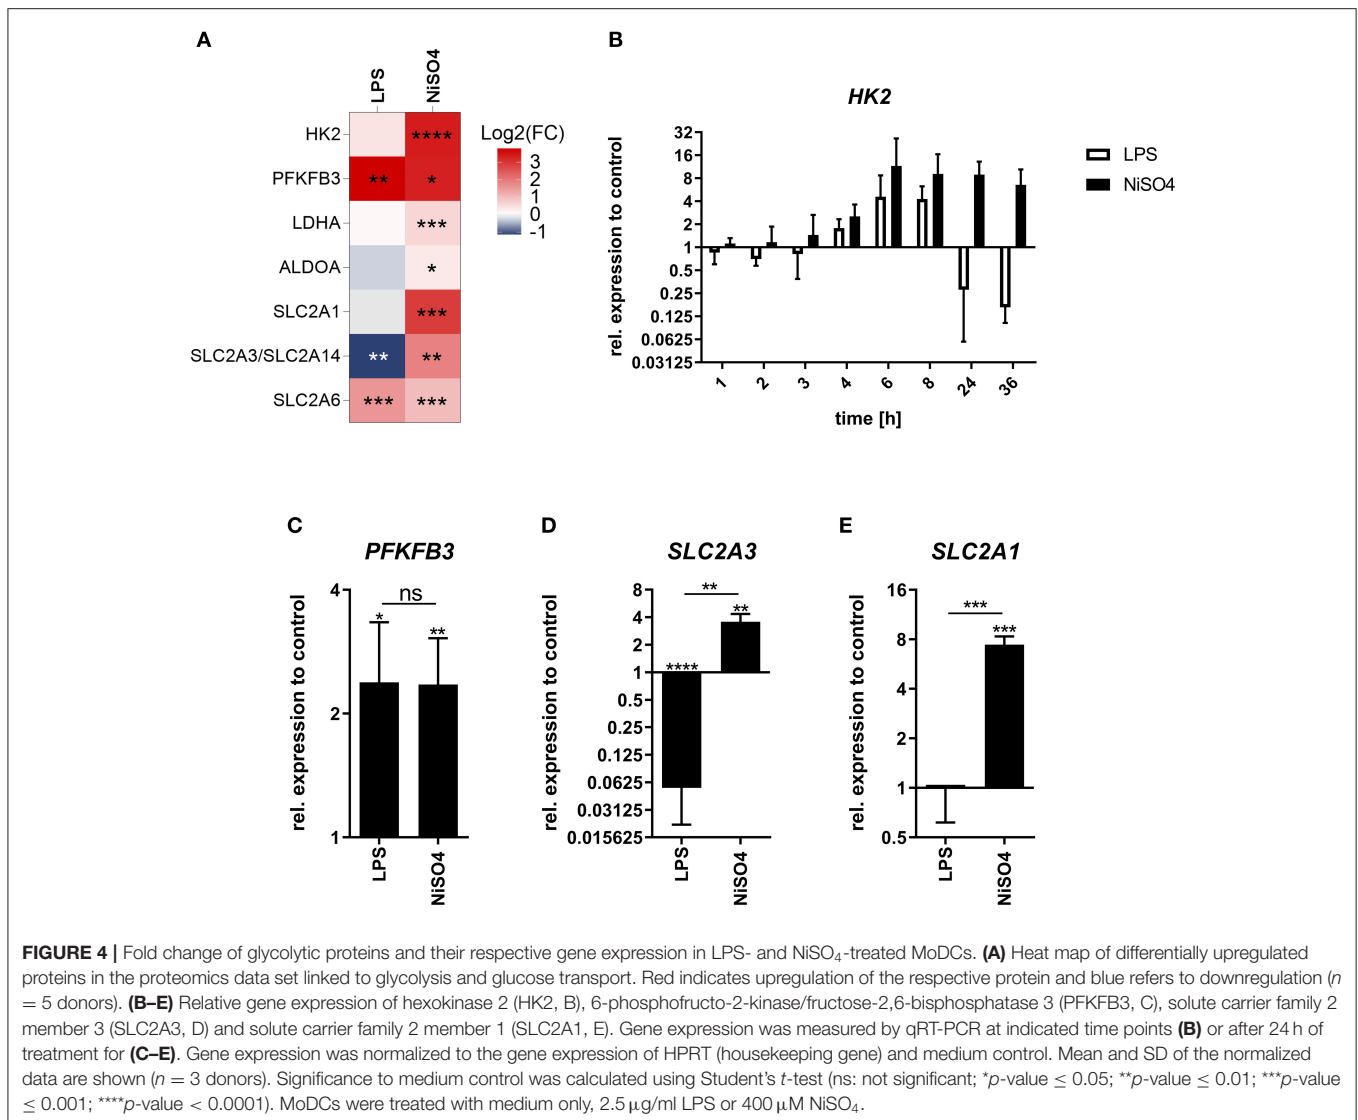 A
LPS
NiSO4
HK2
****
PFKFB3
** *
LDHA
***
ALDOA
*
SLC2A1
***
SLC2A3/SLC2A14
** **
SLC2A6
*** ***
Log2(FC)
3
2
1
0
-1
B
HK2
rel. expression to control
32
16
8
4
2
1
0.5
0.25
0.125
0.0625
0.03125
1 2 3 4 6 8 24 36
time [h]
LPS
NiSO4
C
PFKFB3
rel. expression to control
4
2
1
ns
* **
LPS NiSO4
D
SLC2A3
rel. expression to control
8
4
2
1
0.5
0.25
0.125
0.0625
0.03125
0.015625
**
**** **
LPS NiSO4
E
SLC2A1
rel. expression to control
16
8
4
2
1
0.5
***
***
LPS NiSO4
FIGURE 4 | Fold change of glycolytic proteins and their respective gene expression in LPS- and NiSO₄-treated MoDCs. (A) Heat map of differentially upregulated
proteins in the proteomics data set linked to glycolysis and glucose transport. Red indicates upregulation of the respective protein and blue refers to downregulation (n
= 5 donors). (B–E) Relative gene expression of hexokinase 2 (HK2, B), 6-phosphofructo-2-kinase/fructose-2,6-bisphosphatase 3 (PFKFB3, C), solute carrier family 2
member 3 (SLC2A3, D) and solute carrier family 2 member 1 (SLC2A1, E). Gene expression was measured by qRT-PCR at indicated time points (B) or after 24 h of
treatment for (C–E). Gene expression was normalized to the gene expression of HPRT (housekeeping gene) and medium control. Mean and SD of the normalized
data are shown (n = 3 donors). Significance to medium control was calculated using Student's t-test (ns: not significant; *p-value ≤ 0.05; **p-value ≤ 0.01; ***p-value
≤ 0.001; ****p-value < 0.0001). MoDCs were treated with medium only, 2.5 μg/ml LPS or 400 μM NiSO₄.